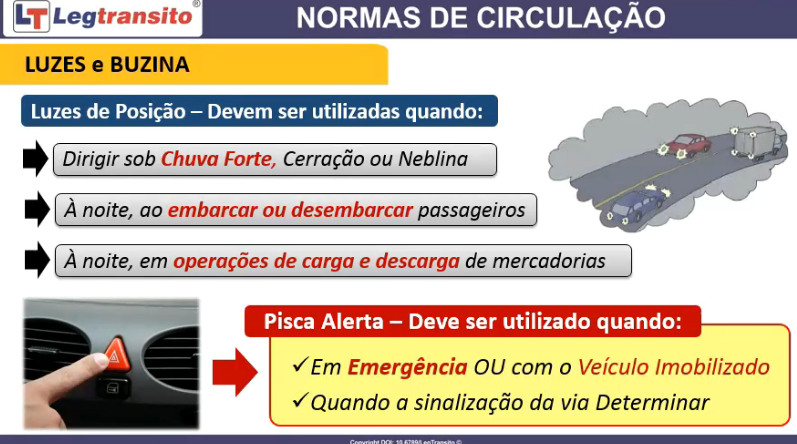 LT Legtransito®
NORMAS DE CIRCULAÇÃO
LUZES e BUZINA
Luzes de Posição – Devem ser utilizadas quando:
Dirigir sob Chuva Forte, Cerração ou Neblina
À noite, ao embarcar ou desembarcar passageiros
À noite, em operações de carga e descarga de mercadorias
Pisca Alerta – Deve ser utilizado quando:
✓Em Emergência OU com o Veículo Imobilizado
✓Quando a sinalização da via Determinar
Copyright DOI: LegTransito ©